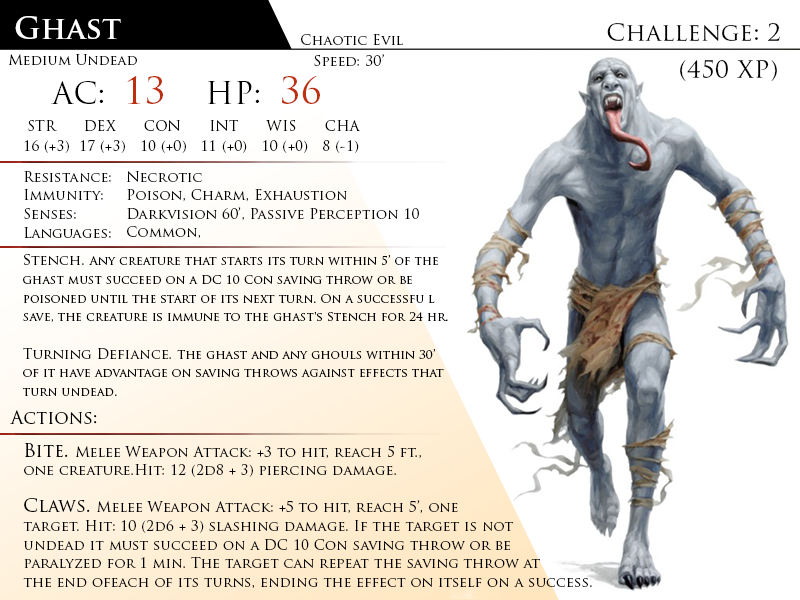 Ghast
Chaotic Evil
Challenge: 2
Medium Undead
Speed: 30'
(450 XP)
AC: 13 HP: 36
STR DEX CON INT WIS CHA
16 (+3) 17 (+3) 10 (+0) 11 (+0) 10 (+0) 8 (-1)
Resistance: Necrotic
Immunity: Poison, Charm, Exhaustion
Senses: Darkvision 60', Passive Perception 10
Languages: Common,
Stench. Any creature that starts its turn within 5' of the
ghast must succeed on a DC 10 Con saving throw or be
poisoned until the start of its next turn. On a successfu l
save, the creature is immune to the ghast's Stench for 24 hr.
Turning Defiance. The ghast and any ghouls within 30'
of it have advantage on saving throws against effects that
turn undead.
Actions:
Bite. Melee Weapon Attack: +3 to hit, reach 5 ft.,
one creature.Hit: 12 (2d8 + 3) piercing damage.
Claws. Melee Weapon Attack: +5 to hit, reach 5', one
target. Hit: 10 (2d6 + 3) slashing damage. If the target is not
undead it must succeed on a DC 10 Con saving throw or be
paralyzed for 1 min. The target can repeat the saving throw at
the end ofeach of its turns, ending the effect on itself on a success.